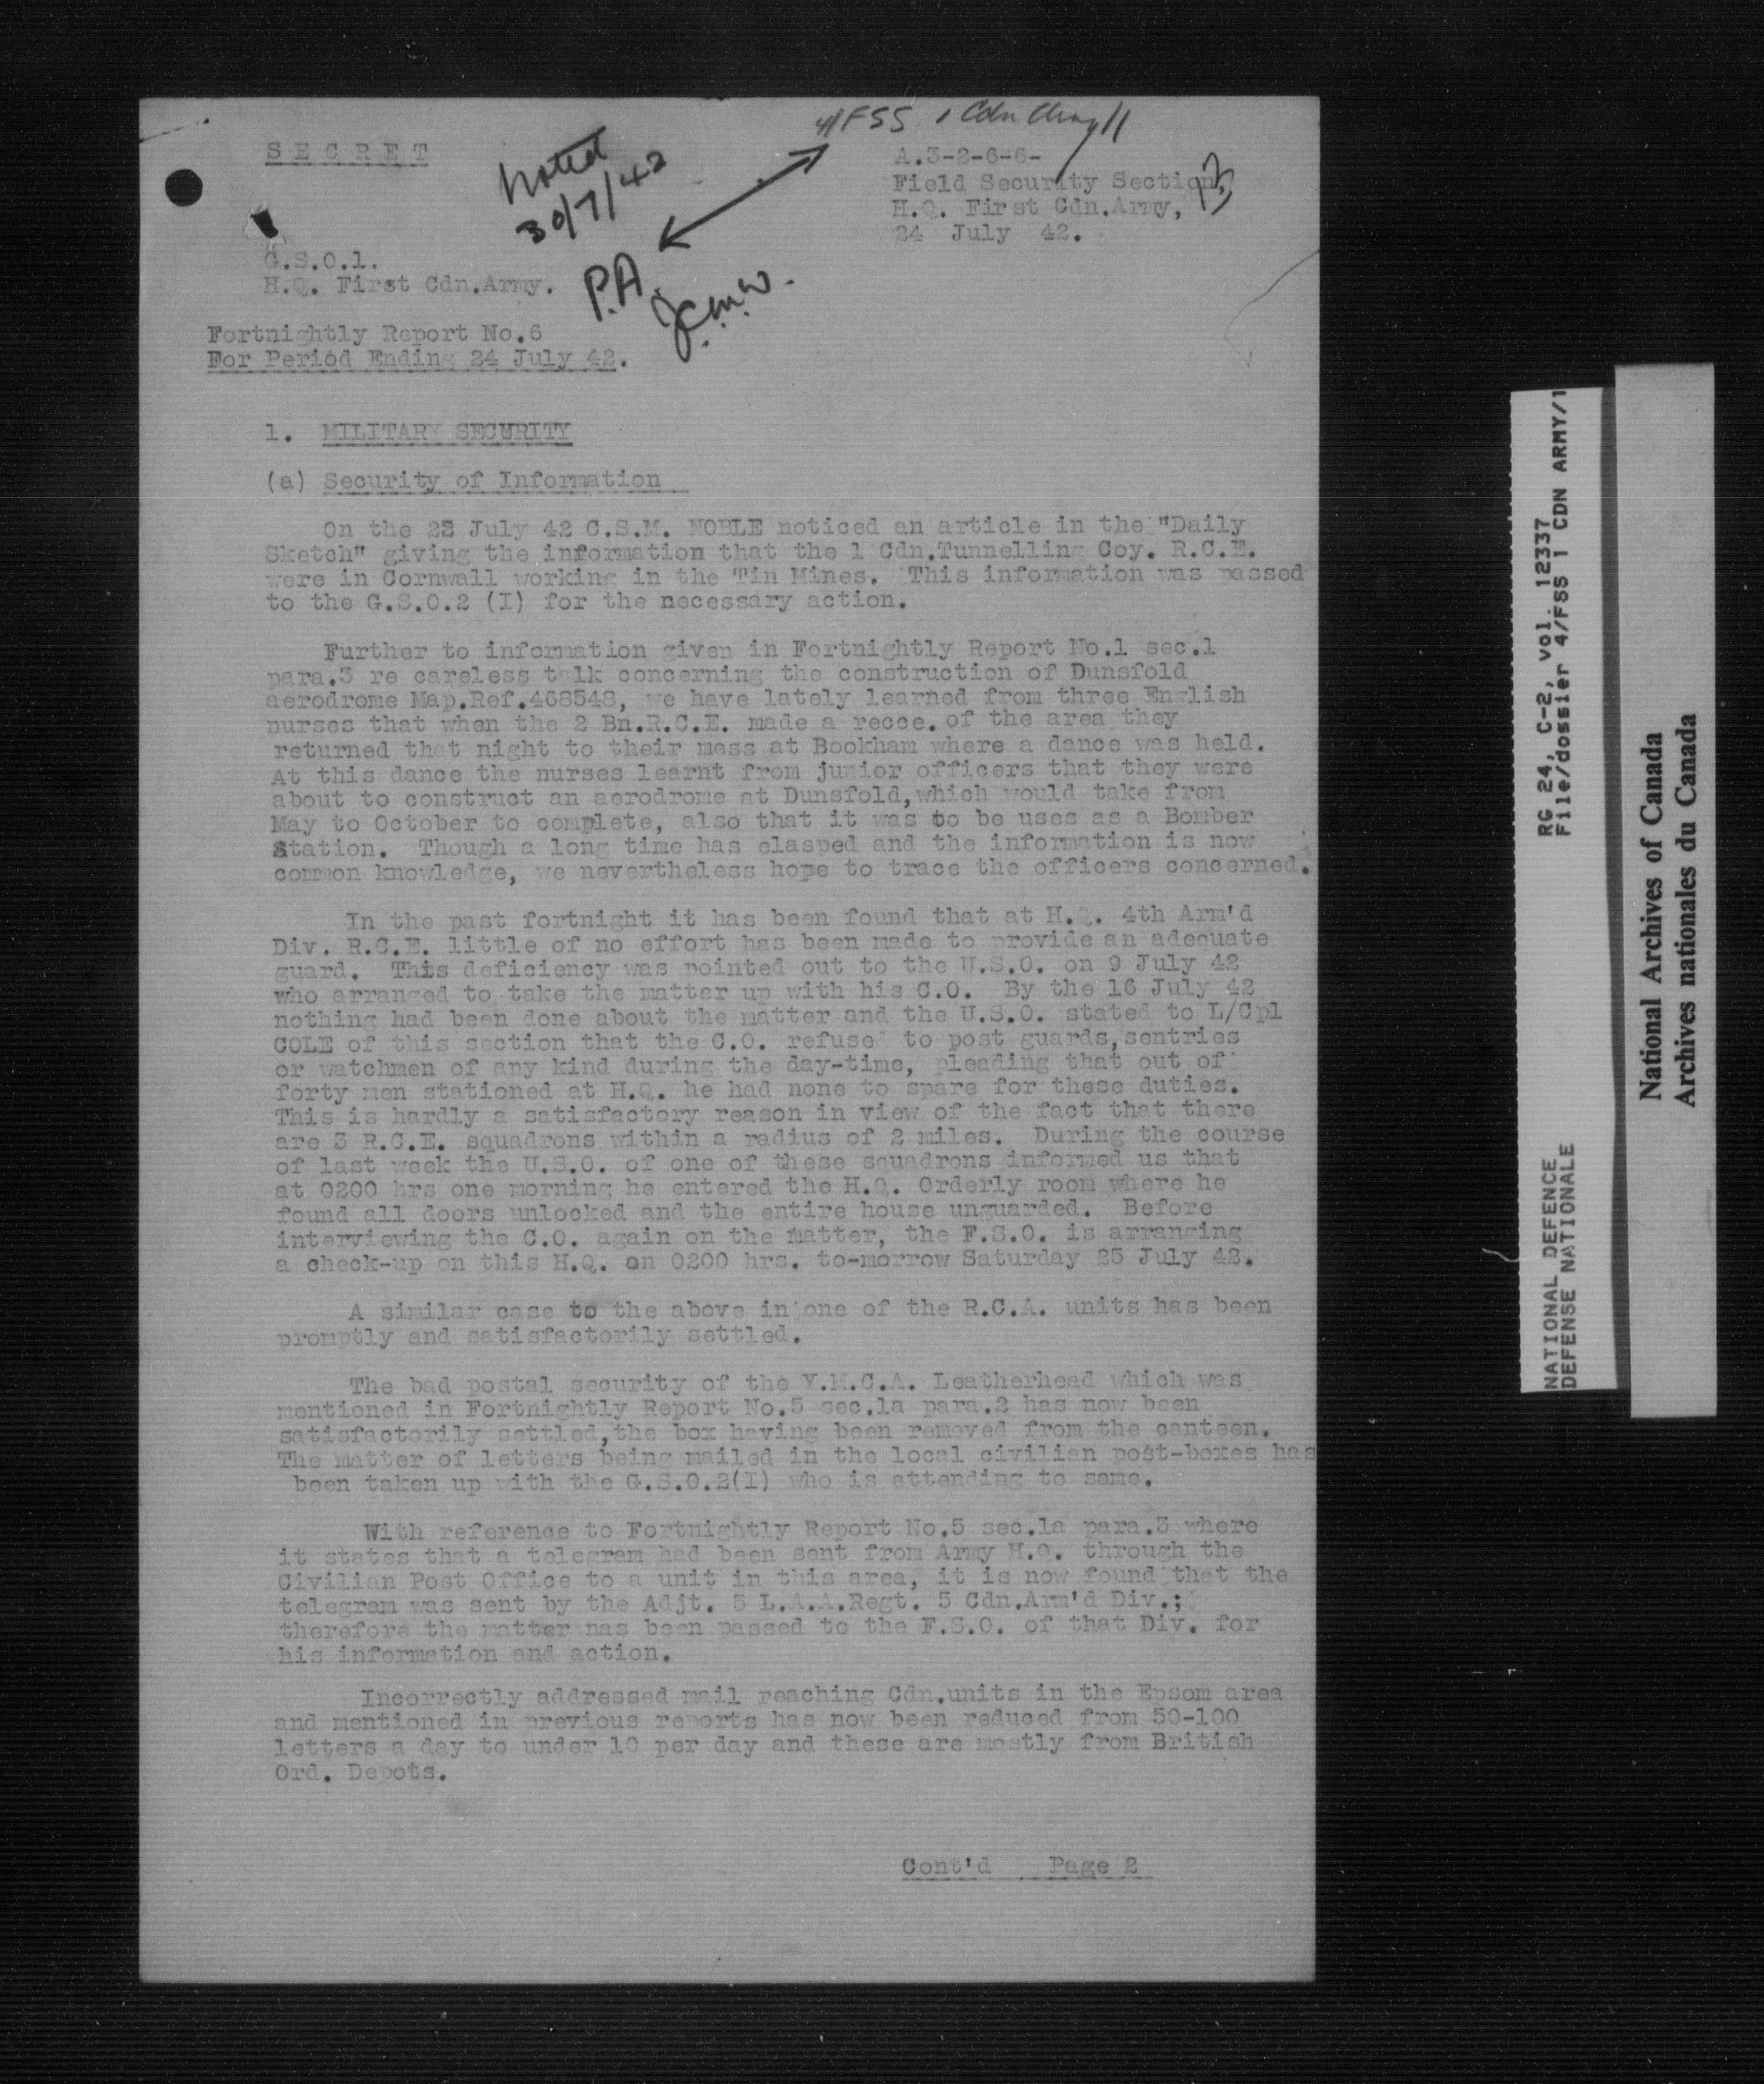 4/FSS 1 Cdn Army/1
S E C R E T
Noted
30/7/42
A.3-2-6-6-
Field Security Section,
H.Q. First Cdn.Army,
24 July 42.
G.S.O.1.
H.Q. First Cdn.Army.
P.A.
J.C.M.W.
Fortnightly Report No.6
For Period Ending 24 July 42.
1. MILITARY SECURITY
(a) Security of Information
On the 22 July 42 C.S.M. NOBLE noticed an article in the "Daily
Sketch" giving the information that the 1 Cdn.Tunnelling Coy. R.C.E.
were in Cornwall working in the Tin Mines. This information was passed
to the G.S.O.2 (I) for the necessary action.
Further to information given in Fortnightly Report No.1 sec.1
para.3 re careless talk concerning the construction of Dunsfold
aerodrome Map.Ref.468548, we have lately learned from three English
nurses that when the 2 Bn.R.C.E. made a recce. of the area they
returned that night to their mess at Bookham where a dance was held.
At this dance the nurses learnt from junior officers that they were
about to construct an aerodrome at Dunsfold,which would take from
May to October to complete, also that it was to be uses as a Bomber
Station. Though a long time has elasped and the information is now
common knowledge, we nevertheless hope to trace the officers concerned.
In the past fortnight it has been found that at H.Q. 4th Arm'd
Div. R.C.E. little of no effort has been made to provide an adequate
guard. This deficiency was pointed out to the U.S.O. on 9 July 42
who arranged to take the matter up with his C.O. By the 16 July 42
nothing had been done about the matter and the U.S.O. stated to L/Cpl
COLE of this section that the C.O. refused to post guards,sentries
or watchmen of any kind during the day-time, pleading that out of
forty men stationed at H.Q. he had none to spare for these duties.
This is hardly a satisfactory reason in view of the fact that there
are 3 R.C.E. squadrons within a radius of 2 miles. During the course
of last week the U.S.O. of one of these squadrons informed us that
at 0200 hrs one morning he entered the H.Q. Orderly room where he
found all doors unlocked and the entire house unguarded. Before
interviewing the C.O. again on the matter, the F.S.O. is arranging
a check-up on this H.Q. on 0200 hrs. to-morrow Saturday 25 July 42.
A similar case to the above in one of the R.C.A. units has been
promptly and satisfactorily settled.
The bad postal security of the Y.M.C.A. Leatherhead which was
mentioned in Fortnightly Report No.5 sec.1a para.2 has now been
satisfactorily settled,the box having been removed from the canteen.
The matter of letters being mailed in the local civilian post-boxes has
been taken up with the G.S.O.2(I) who is attending to same.
With reference to Fortnightly Report No.5 sec.1a para.3 where
it states that a telegram had been sent from Army H.Q. through the
Civilian Post Office to a unit in this area, it is now found that the
telegram was sent by the Adjt. 5 L.A.A.Regt. 5 Cdn.Arm'd Div.;
therefore the matter has been passed to the F.S.O. of that Div. for
his information and action.
Incorrectly addressed mail reaching Cdn.units in the Epsom area
and mentioned in previous reports has now been reduced from 50-100
letters a day to under 10 per day and these are mostly from British
Ord. Depots.
Cont'd Page 2
NATIONAL DEFENCE RG 24, C-2, vol. 12337
DEFENSE NATIONALE File/dossier 4/FSS 1 CDN ARMY/1
National Archives of Canada
Archives nationales du Canada